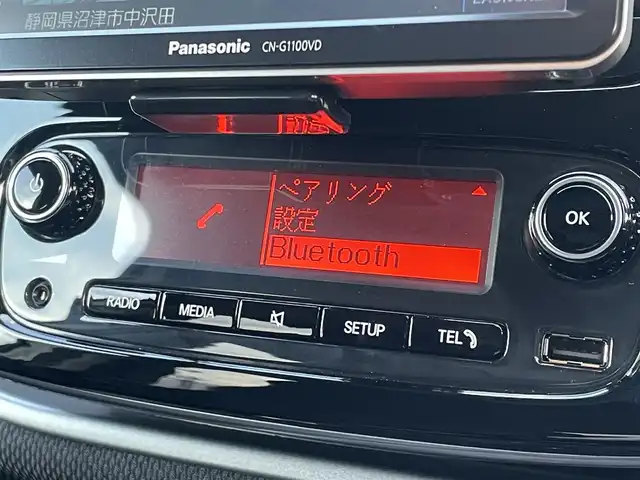 静岡県沼津市中沢田
Panasonic CN-G1100VD
ペアリング
設定
Bluetooth
OK
RADIO
MEDIA
SETUP
TEL